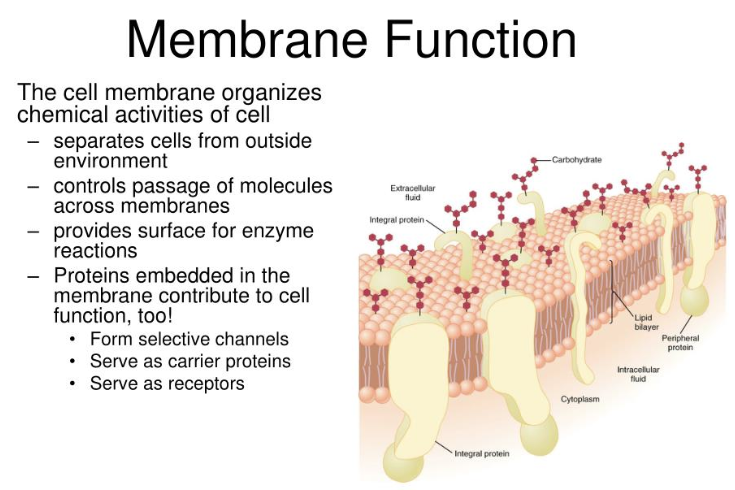 Membrane Function
The cell membrane organizes
chemical activities of cell
– separates cells from outside
environment
– controls passage of molecules
across membranes
– provides surface for enzyme
reactions
– Proteins embedded in the
membrane contribute to cell
function, too!
• Form selective channels
• Serve as carrier proteins
• Serve as receptors
Carbohydrate
Extracellular
fluid
Integral protein
Lipid
bilayer
Peripheral
protein
Intracellular
fluid
Cytoplasm
Integral protein